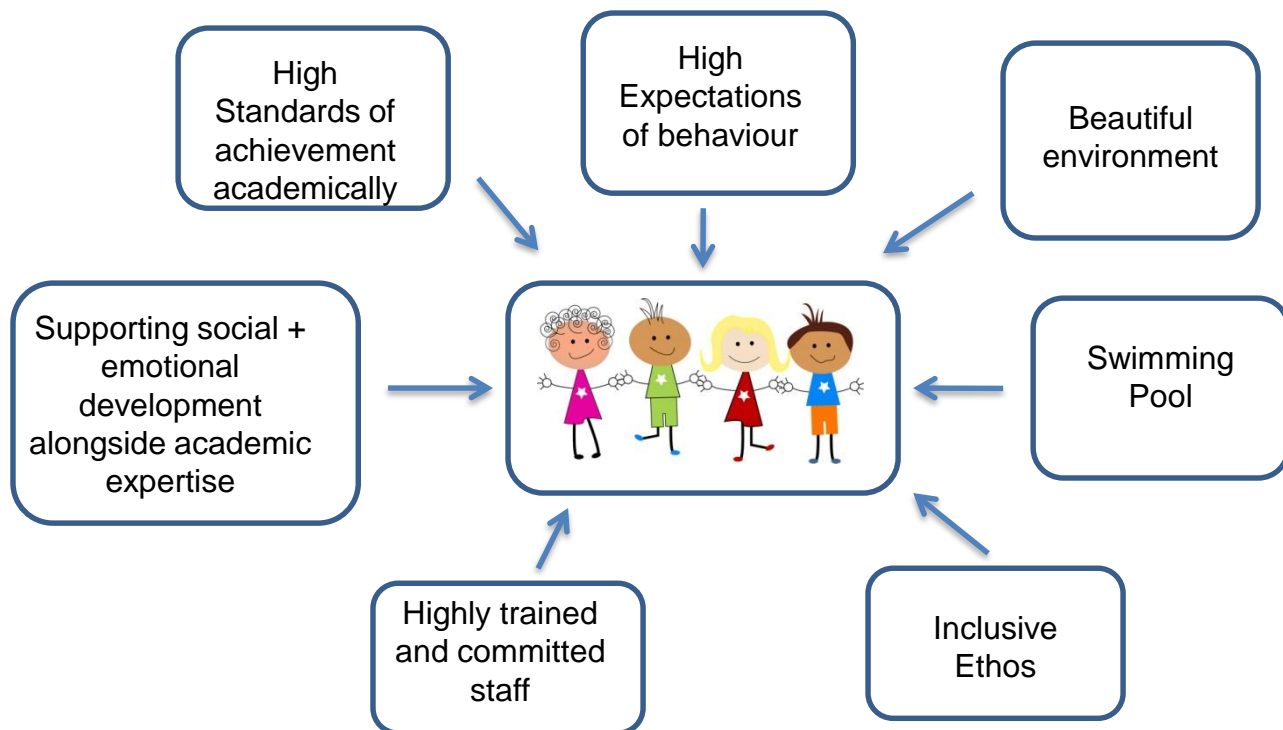 High
Standards of
achievement
academically
High
Expectations
of behaviour
Beautiful
environment
Supporting social +
emotional
development
alongside academic
expertise
Swimming
Pool
Highly trained
and committed
staff
Inclusive
Ethos